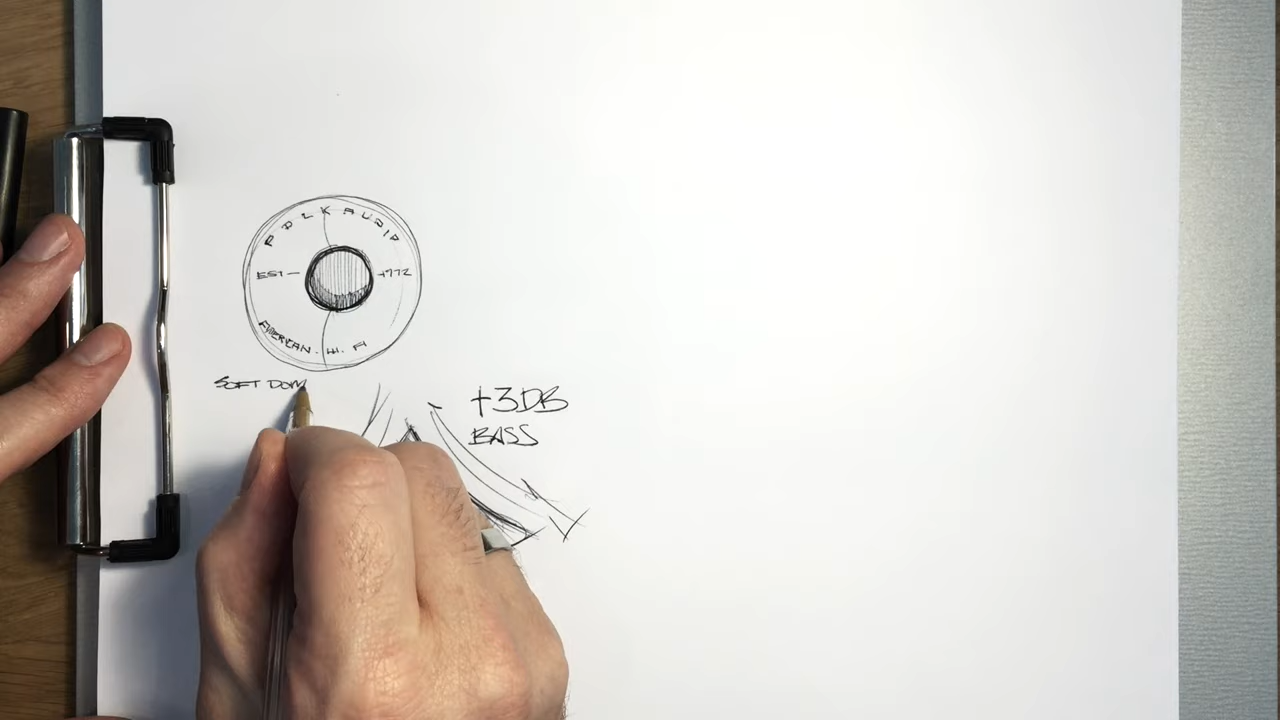 POLK AUDIO
EST — 1972
AMERICAN · HI · FI
SOFT DOM
+3DB
BASS